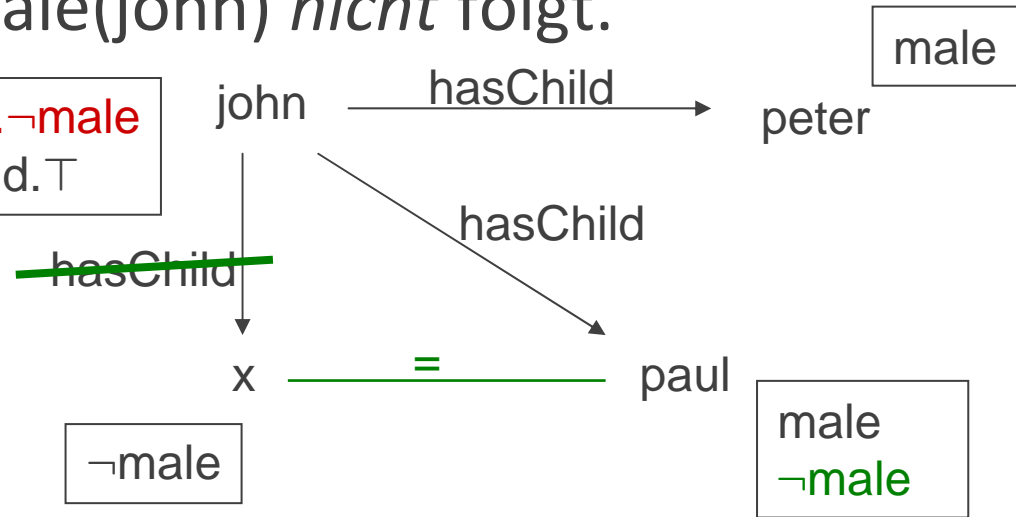 ale(john) nicht folgt.
male
.¬male
d.⊤
john
hasChild
peter
hasChild
hasChild
x
=
paul
¬male
male
¬male